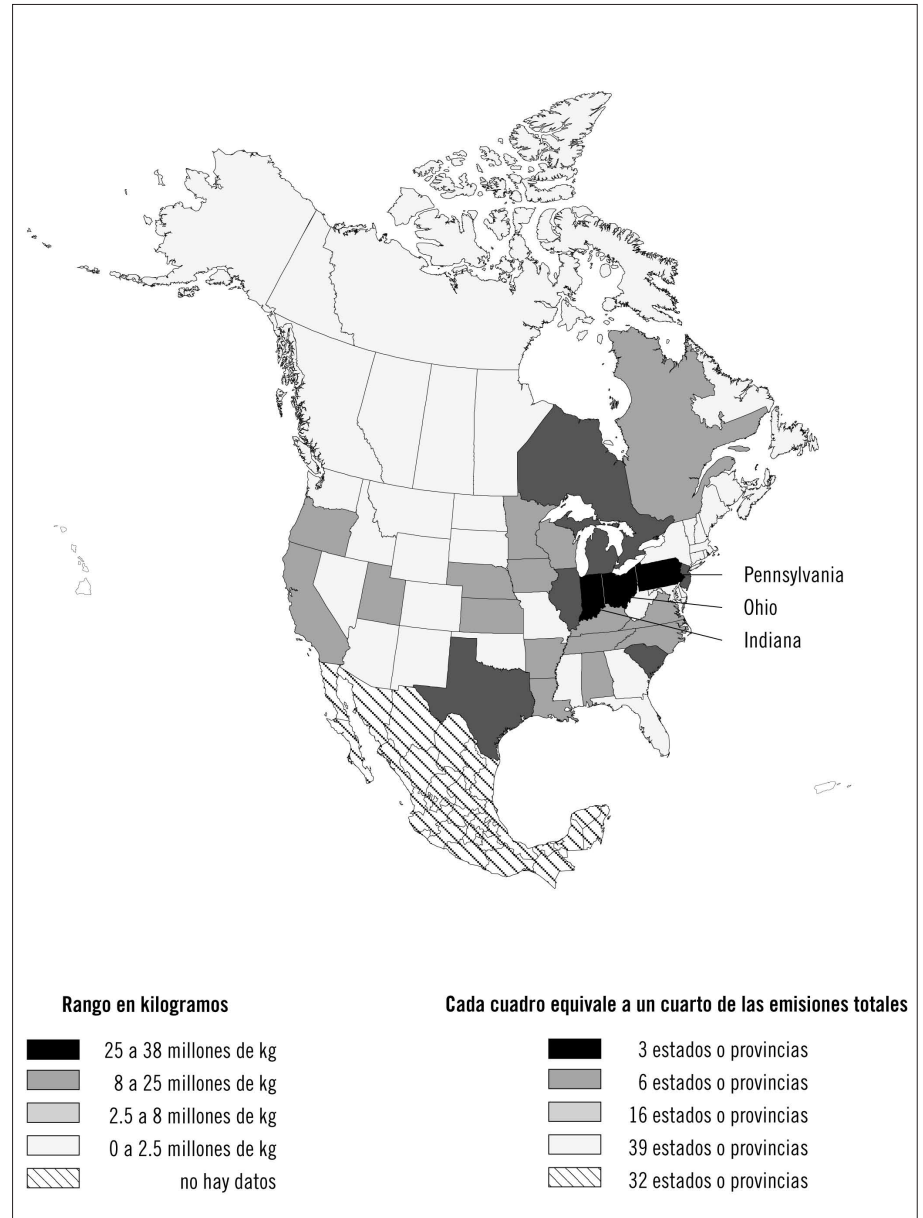 Pennsylvania
Ohio
Indiana
Rango en kilogramos
25 a 38 millones de kg
8 a 25 millones de kg
2.5 a 8 millones de kg
0 a 2.5 millones de kg
no hay datos
Cada cuadro equivale a un cuarto de las emisiones totales
3 estados o provincias
6 estados o provincias
16 estados o provincias
39 estados o provincias
32 estados o provincias